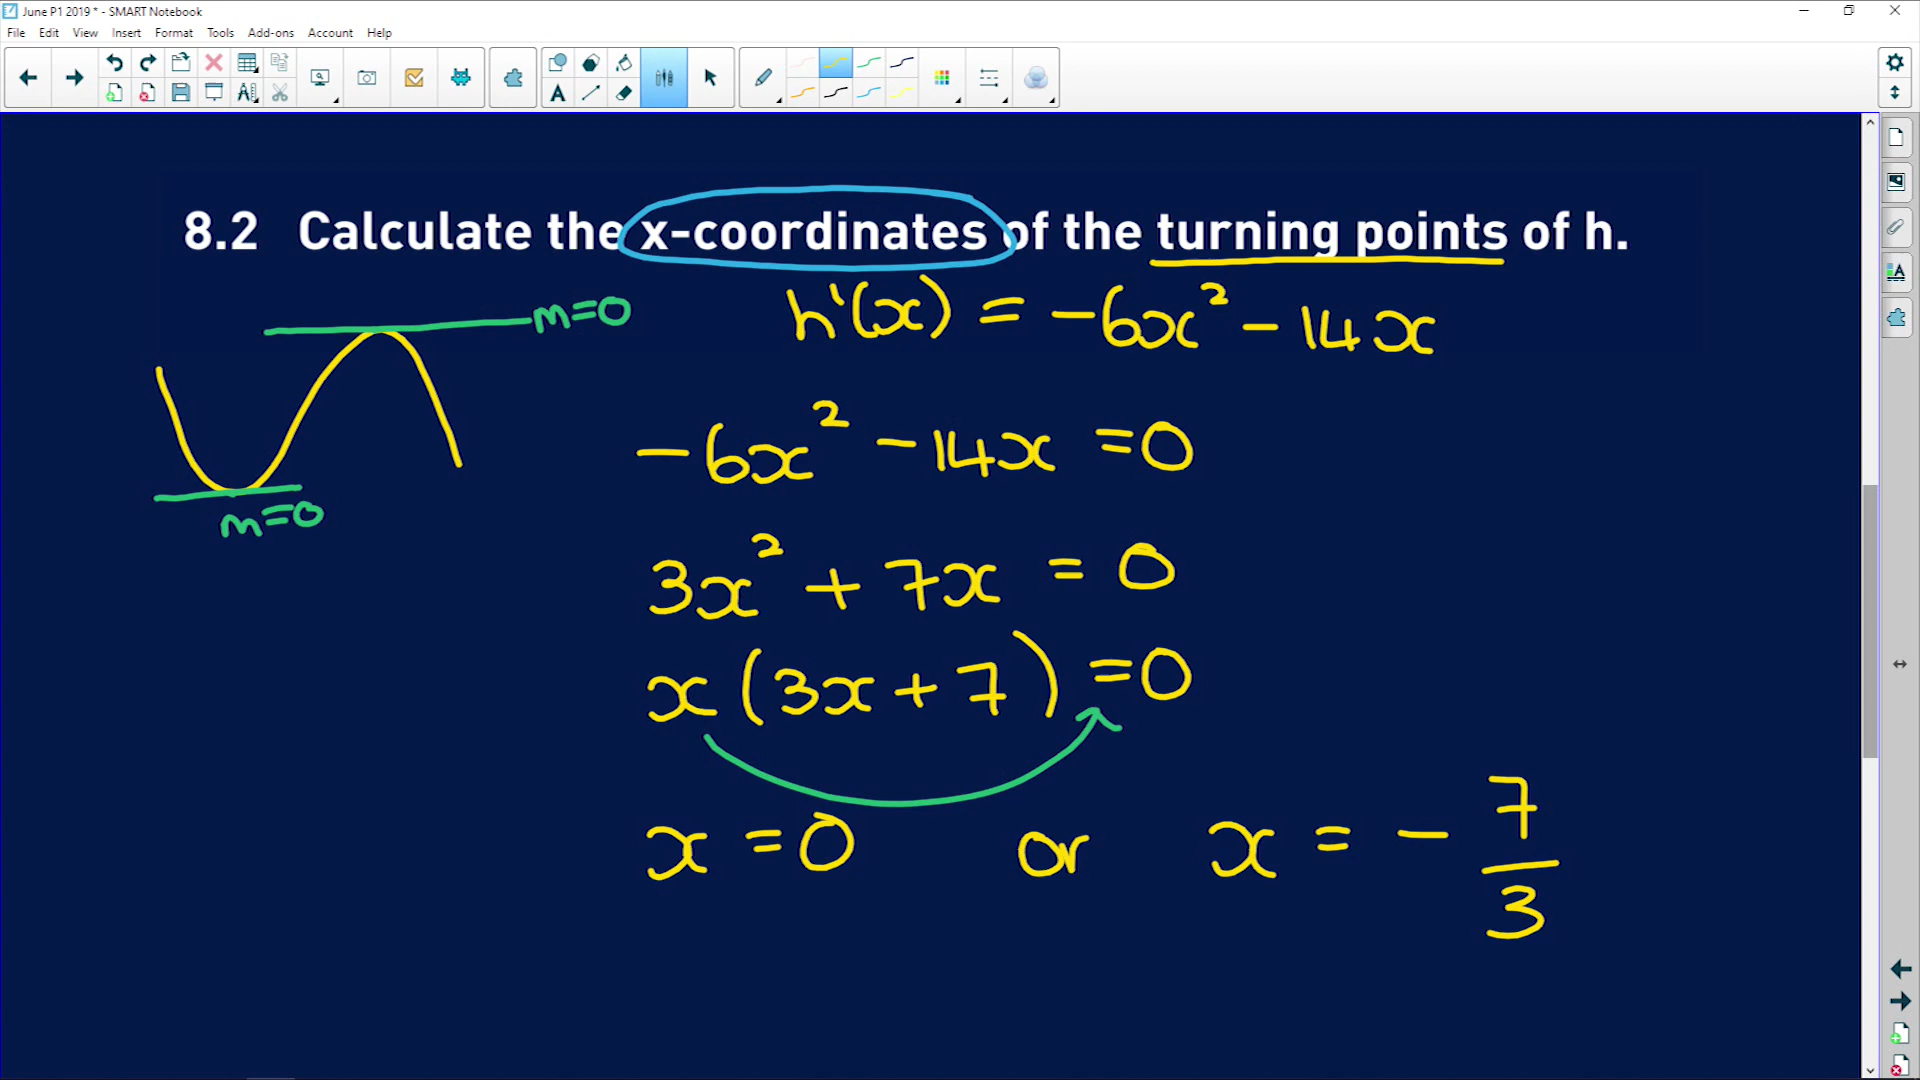 June P1 2019 * - SMART Notebook
File Edit View Insert Format Tools Add-ons Account Help
8.2 Calculate the x-coordinates of the turning points of h.
h'(x) = -6x² - 14x
m=0
-6x² - 14x = 0
m=0
3x² + 7x = 0
x(3x + 7) = 0
x = 0 or x = - 7/3